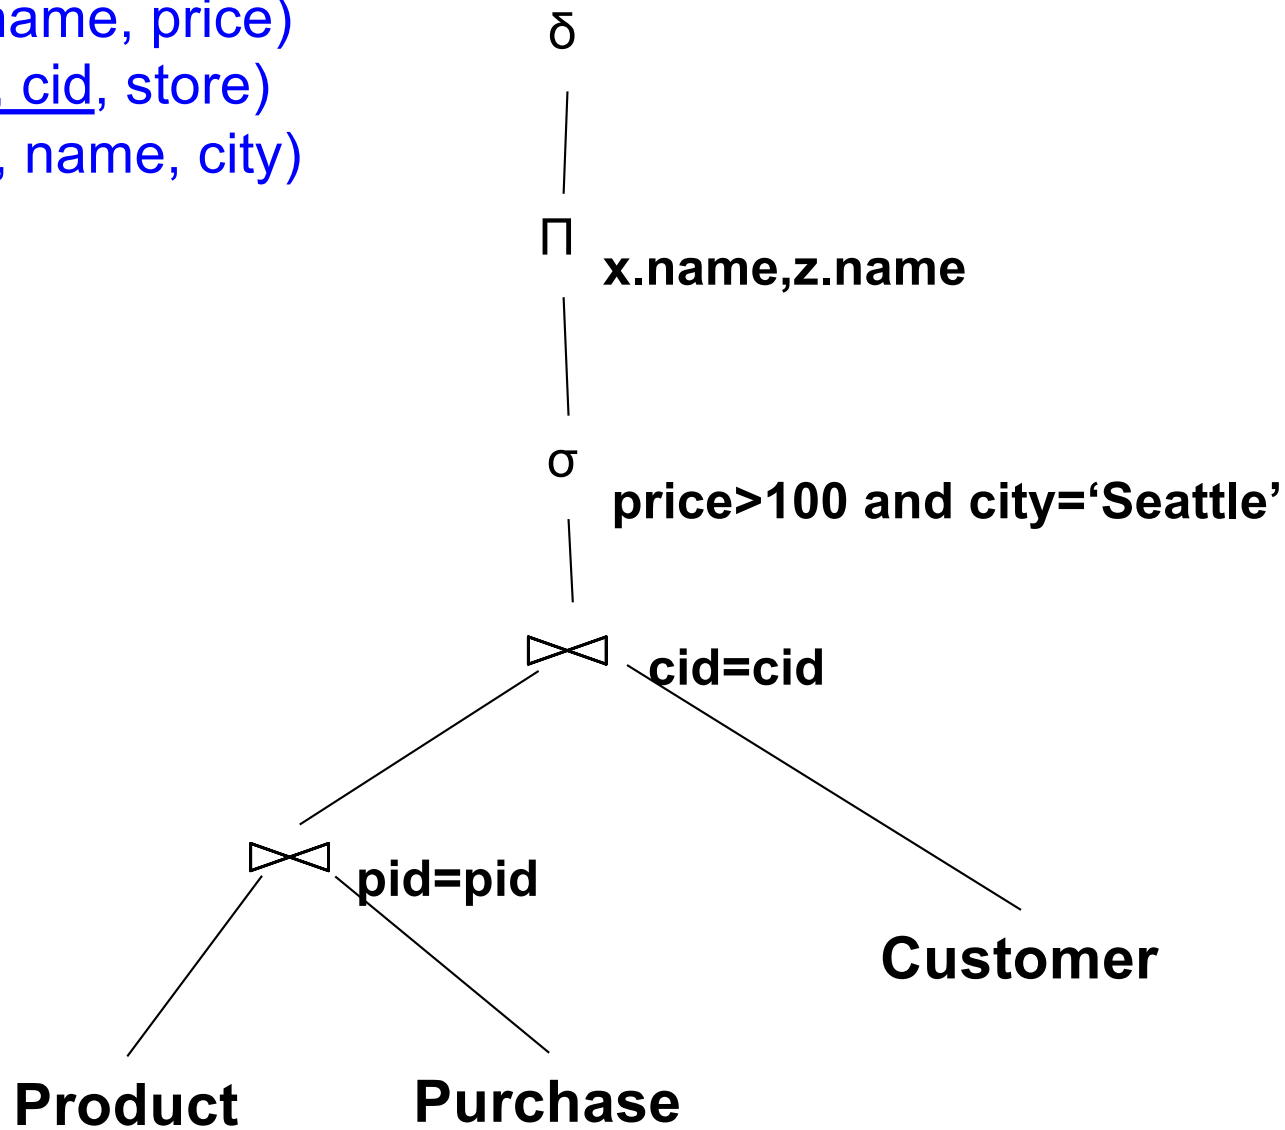 name, price)
, cid, store)
, name, city)
δ
Π
x.name,z.name
σ
price>100 and city=‘Seattle’
cid=cid
pid=pid
Customer
Product
Purchase